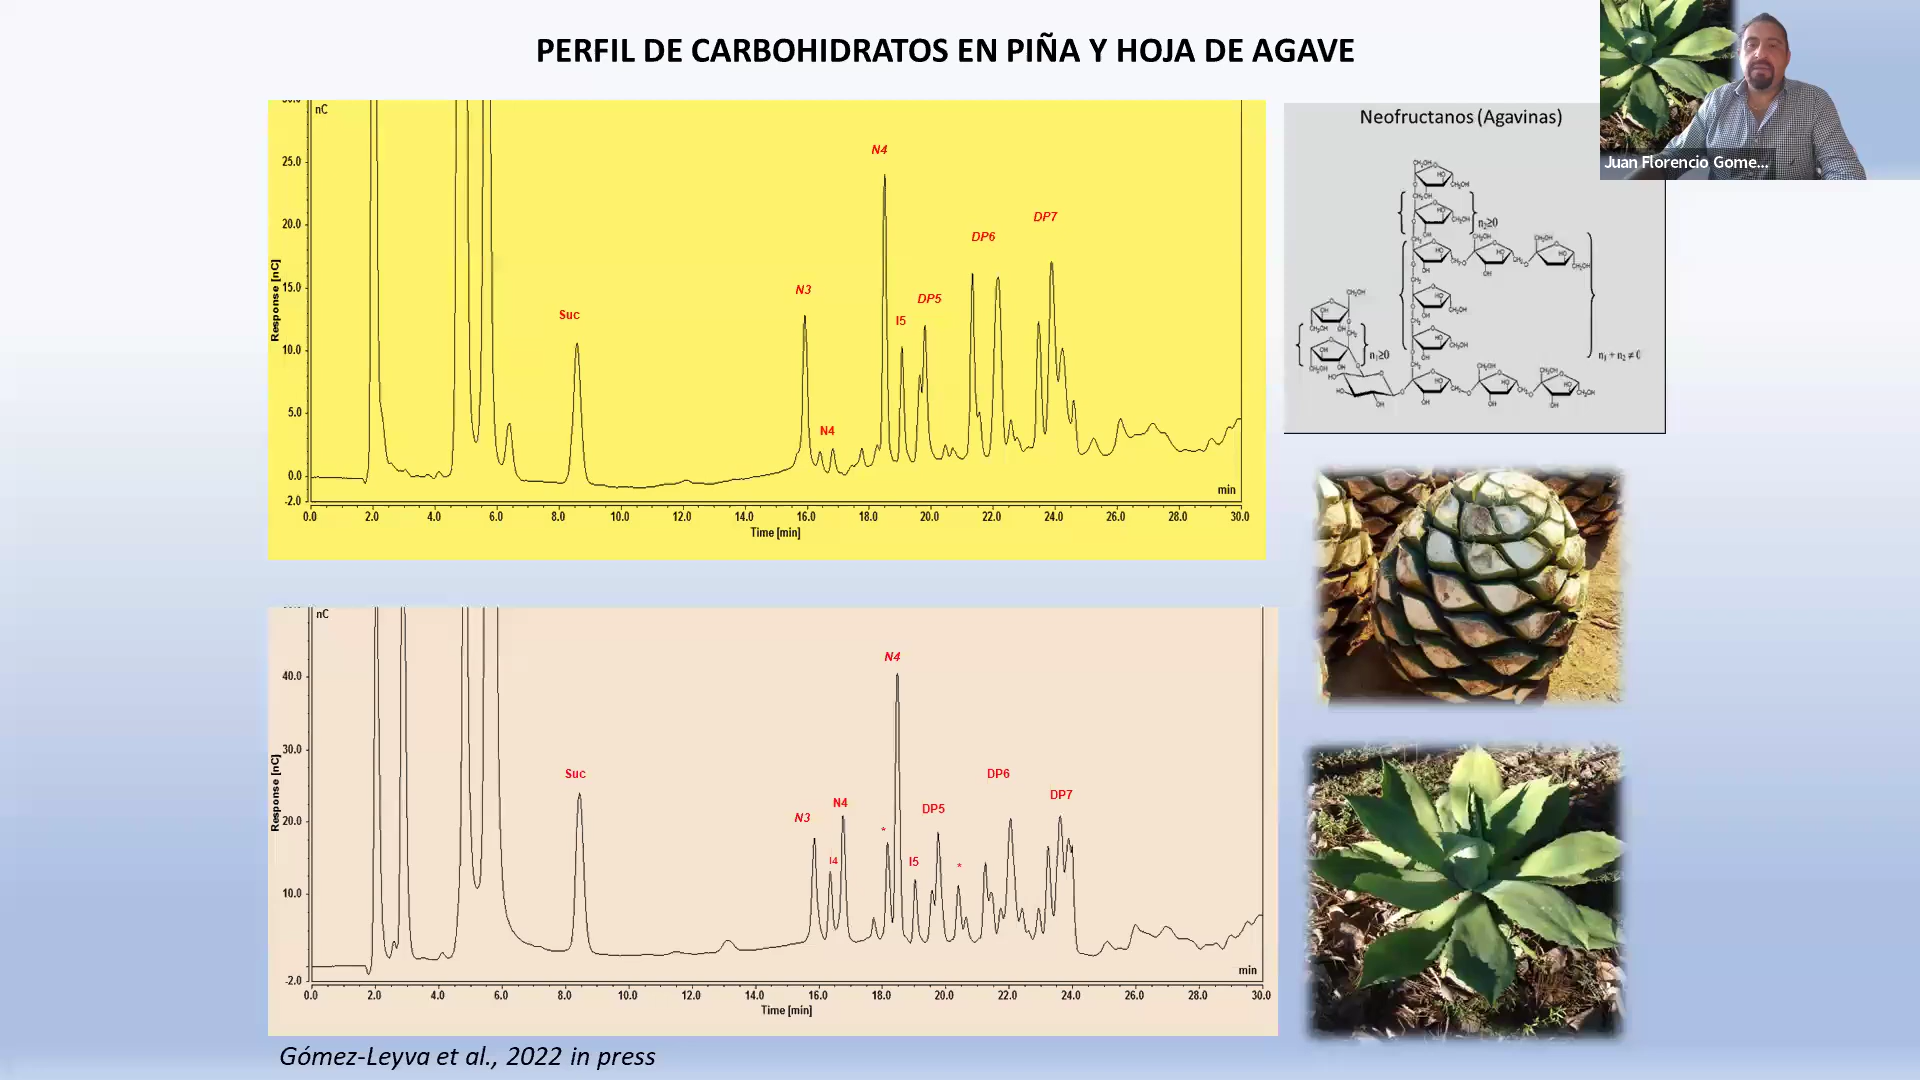 PERFIL DE CARBOHIDRATOS EN PIÑA Y HOJA DE AGAVE
Juan Florencio Gome...
nC
25.0
20.0
15.0
10.0
5.0
0.0
-2.0
Response [nC]
Suc
N3
N4
N4
I5
DP5
DP6
DP7
min
0.0 2.0 4.0 6.0 8.0 10.0 12.0 14.0 16.0 18.0 20.0 22.0 24.0 26.0 28.0 30.0
Time [min]
Neofructanos (Agavinas)
n₂≥0
n₁≥0
nC
40.0
30.0
20.0
10.0
-2.0
Response [nC]
Suc
N3
I4
N4
*
N4
I5
DP5
*
DP6
DP7
min
0.0 2.0 4.0 6.0 8.0 10.0 12.0 14.0 16.0 18.0 20.0 22.0 24.0 26.0 28.0 30.0
Time [min]
Gómez-Leyva et al., 2022 in press